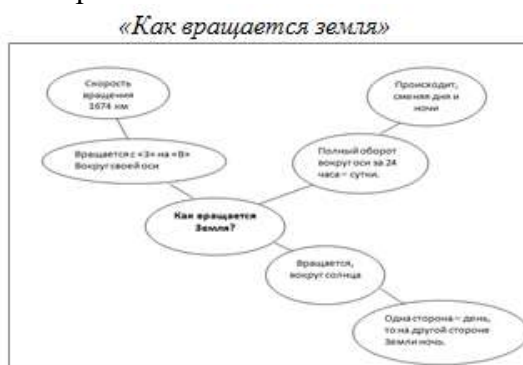 «Как вращается земля»
Скорость
вращения
1674 км
Происходит,
сменяя дня и
ночи
Вращается с «З» на «В»
Вокруг своей оси
Полный оборот
вокруг оси за 24
часа – сутки.
Как вращается
Земля?
Вращается,
вокруг солнца
Одна сторона – день,
то на другой стороне
Земли ночь.